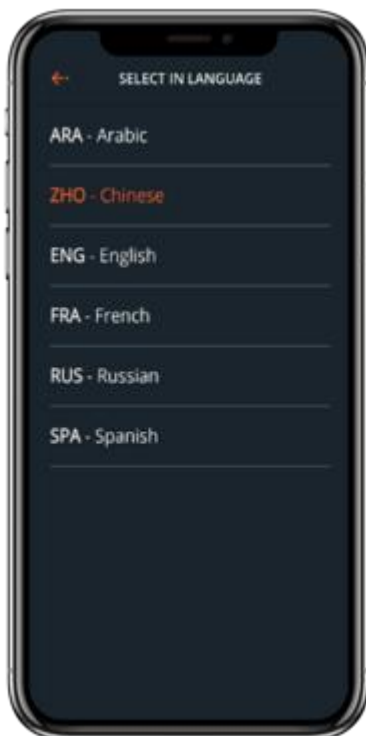 SELECT IN LANGUAGE
ARA - Arabic
ZHO - Chinese
ENG - English
FRA - French
RUS - Russian
SPA - Spanish